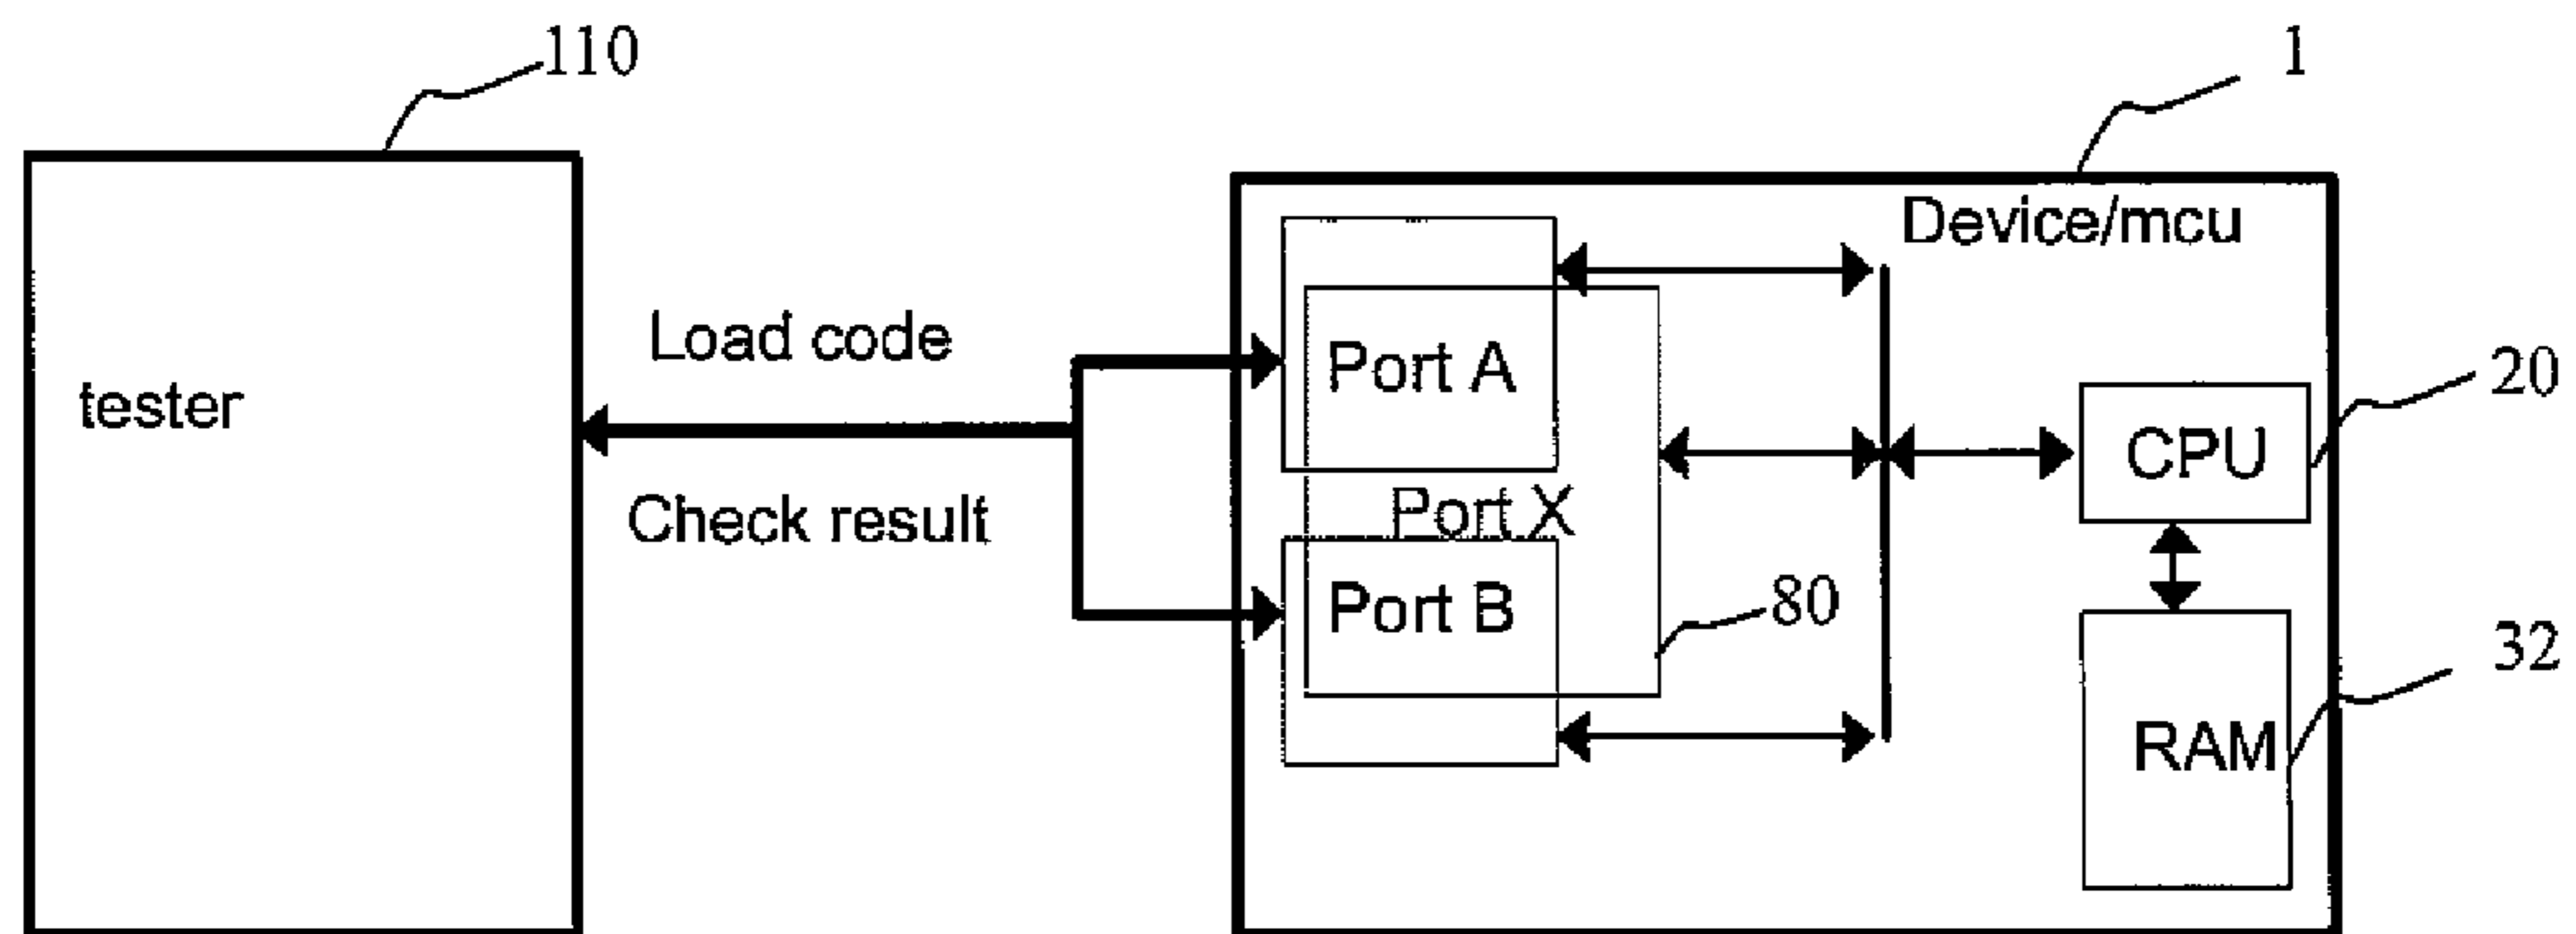 110
1
Device/mcu
Load code
Port A
20
tester
CPU
Check result
Port X
Port B
80
32
RAM